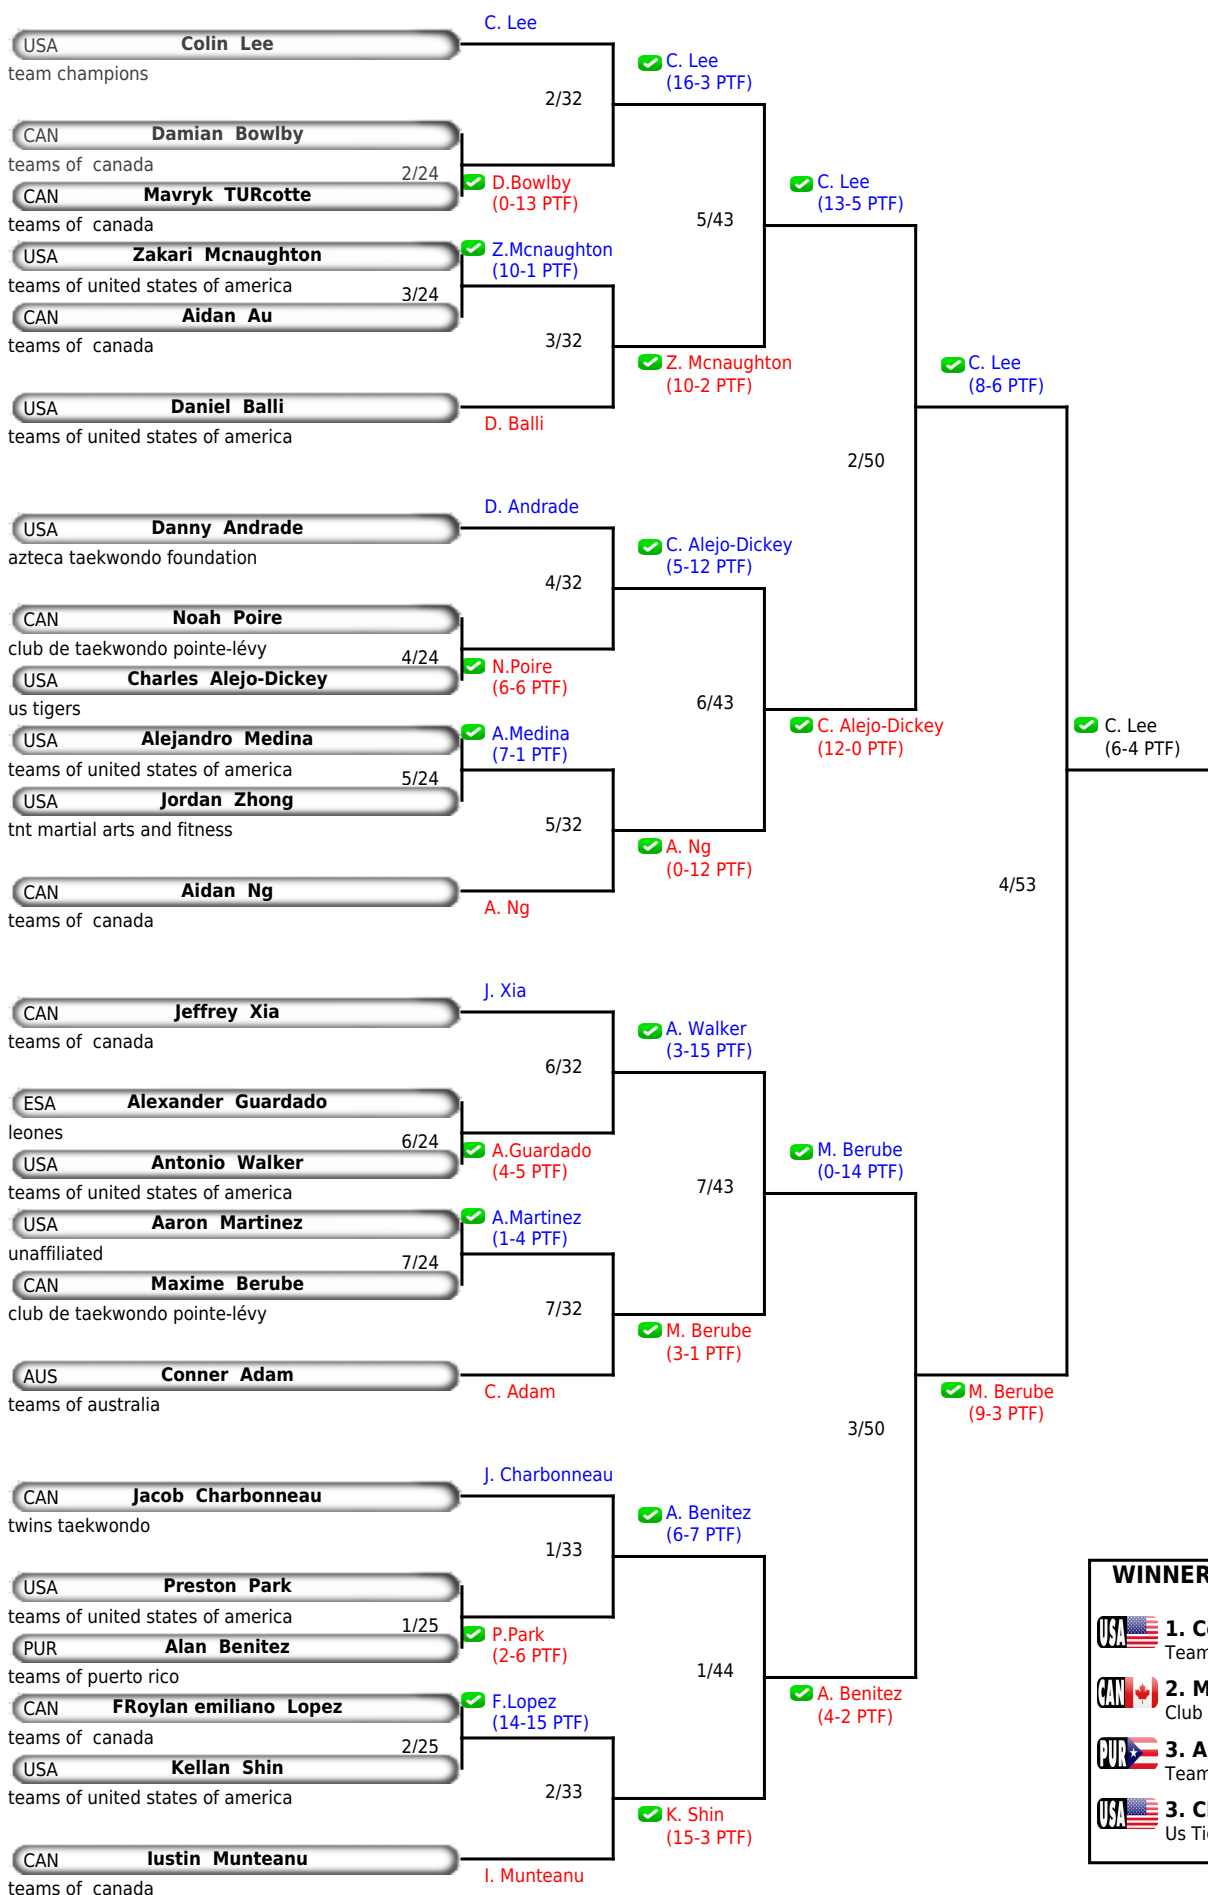 C. Lee
USA Colin Lee
team champions
C. Lee
(16-3 PTF)
2/32
CAN Damian Bowlby
teams of canada
2/24
CAN Mavryk TURcotte
teams of canada
D.Bowlby
(0-13 PTF)
C. Lee
(13-5 PTF)
5/43
USA Zakari Mcnaughton
teams of united states of america
Z.Mcnaughton
(10-1 PTF)
3/24
CAN Aidan Au
teams of canada
3/32
Z. Mcnaughton
(10-2 PTF)
C. Lee
(8-6 PTF)
USA Daniel Balli
teams of united states of america
D. Balli
2/50
D. Andrade
USA Danny Andrade
azteca taekwondo foundation
C. Alejo-Dickey
(5-12 PTF)
4/32
CAN Noah Poire
club de taekwondo pointe-lévy
4/24
USA Charles Alejo-Dickey
us tigers
N.Poire
(6-6 PTF)
6/43
C. Alejo-Dickey
(12-0 PTF)
C. Lee
(6-4 PTF)
USA Alejandro Medina
teams of united states of america
A.Medina
(7-1 PTF)
5/24
USA Jordan Zhong
tnt martial arts and fitness
5/32
A. Ng
(0-12 PTF)
CAN Aidan Ng
teams of canada
A. Ng
4/53
J. Xia
CAN Jeffrey Xia
teams of canada
A. Walker
(3-15 PTF)
6/32
ESA Alexander Guardado
leones
6/24
USA Antonio Walker
teams of united states of america
A.Guardado
(4-5 PTF)
M. Berube
(0-14 PTF)
7/43
USA Aaron Martinez
unaffiliated
A.Martinez
(1-4 PTF)
7/24
CAN Maxime Berube
club de taekwondo pointe-lévy
7/32
M. Berube
(3-1 PTF)
AUS Conner Adam
teams of australia
C. Adam
M. Berube
(9-3 PTF)
3/50
J. Charbonneau
CAN Jacob Charbonneau
twins taekwondo
A. Benitez
(6-7 PTF)
1/33
USA Preston Park
teams of united states of america
1/25
PUR Alan Benitez
teams of puerto rico
P.Park
(2-6 PTF)
1/44
A. Benitez
(4-2 PTF)
CAN FRoylan emiliano Lopez
teams of canada
F.Lopez
(14-15 PTF)
2/25
USA Kellan Shin
teams of united states of america
2/33
K. Shin
(15-3 PTF)
CAN Iustin Munteanu
teams of canada
I. Munteanu
WINNER
USA 1. C
Team
CAN 2. M
Club
PUR 3. A
Team
USA 3. Cl
Us Ti